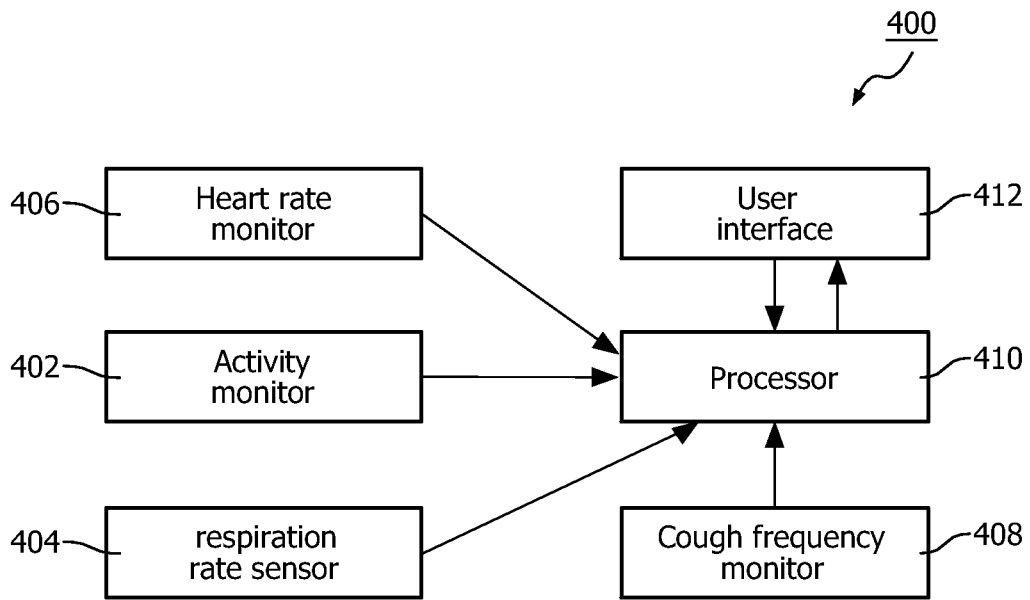 400
406
Heart rate
monitor
User
interface
412
402
Activity
monitor
Processor
410
404
respiration
rate sensor
Cough frequency
monitor
408